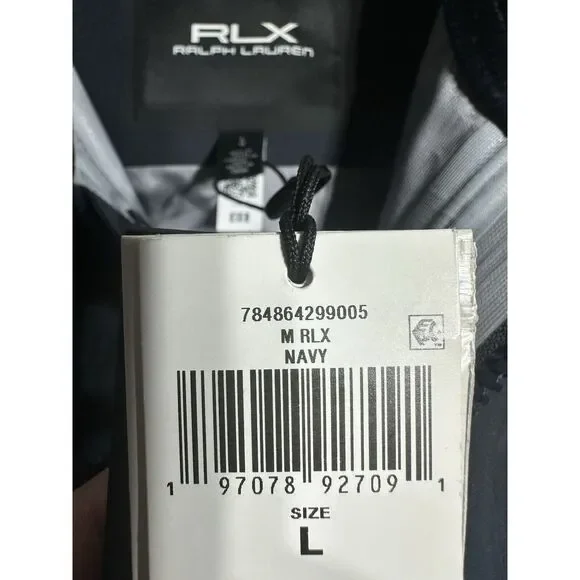 RLX
RALPH LAUREN
L
784864299005
M RLX
NAVY
1 97078 92709 1
SIZE
L